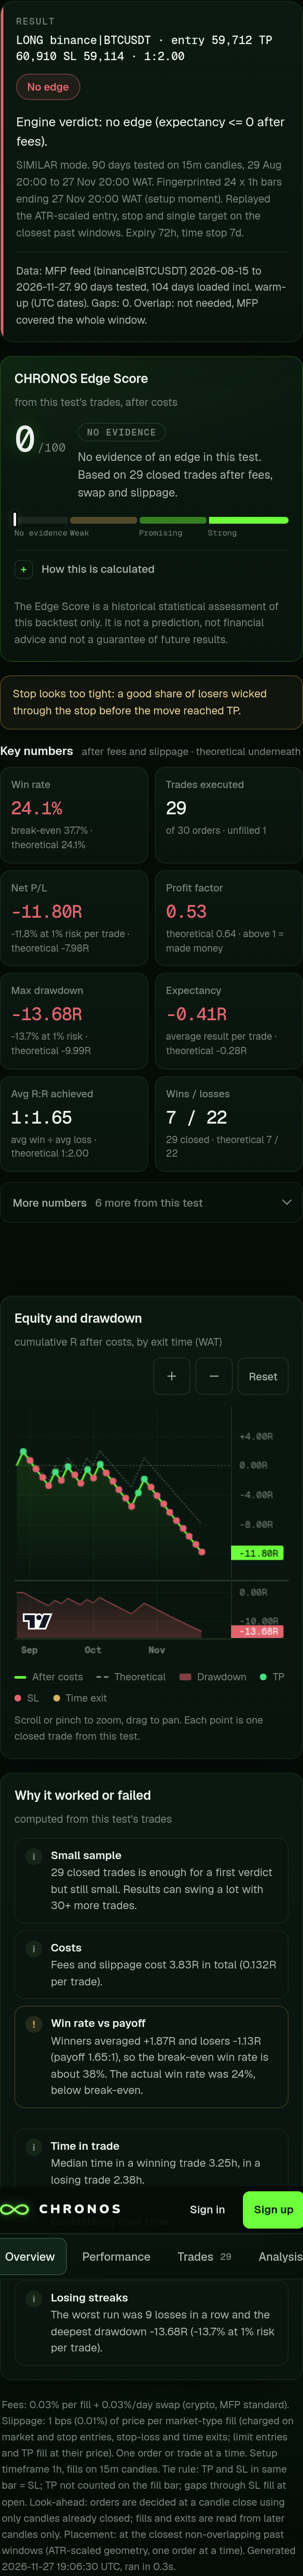 RESULT
LONG binance|BTCUSDT · entry 59,712 TP
60,910 SL 59,114 · 1:2.00
No edge
Engine verdict: no edge (expectancy <= 0 after
fees).
SIMILAR mode. 90 days tested on 15m candles, 29 Aug
20:00 to 27 Nov 20:00 WAT. Fingerprinted 24 x 1h bars
ending 27 Nov 20:00 WAT (setup moment). Replayed
the ATR-scaled entry, stop and single target on the
closest past windows. Expiry 72h, time stop 7d.
Data: MFP feed (binance|BTCUSDT) 2026-08-15 to
2026-11-27. 90 days tested, 104 days loaded incl. warm-
up (UTC dates). Gaps: 0. Overlap: not needed, MFP
covered the whole window.
CHRONOS Edge Score
from this test's trades, after costs
0 /100
NO EVIDENCE
No evidence of an edge in this test.
Based on 29 closed trades after fees,
swap and slippage.
No evidence Weak Promising Strong
+ How this is calculated
The Edge Score is a historical statistical assessment of
this backtest only. It is not a prediction, not financial
advice and not a guarantee of future results.
Stop looks too tight: a good share of losers wicked
through the stop before the move reached TP.
Key numbers after fees and slippage · theoretical underneath
Win rate
24.1%
break-even 37.7% ·
theoretical 24.1%
Trades executed
29
of 30 orders · unfilled 1
Net P/L
-11.80R
-11.8% at 1% risk per trade ·
theoretical -7.98R
Profit factor
0.53
theoretical 0.64 · above 1 =
made money
Max drawdown
-13.68R
-13.7% at 1% risk ·
theoretical -9.99R
Expectancy
-0.41R
average result per trade ·
theoretical -0.28R
Avg R:R achieved
1:1.65
avg win ÷ avg loss ·
theoretical 1:2.00
Wins / losses
7 / 22
29 closed · theoretical 7 /
22
More numbers 6 more from this test
Equity and drawdown
cumulative R after costs, by exit time (WAT)
+ − Reset
+4.00R
0.00R
-4.00R
-8.00R
-11.80R
0.00R
-10.00R
-13.68R
Sep Oct Nov
After costs Theoretical Drawdown TP
SL Time exit
Scroll or pinch to zoom, drag to pan. Each point is one
closed trade from this test.
Why it worked or failed
computed from this test's trades
Small sample
29 closed trades is enough for a first verdict
but still small. Results can swing a lot with
30+ more trades.
Costs
Fees and slippage cost 3.83R in total (0.132R
per trade).
Win rate vs payoff
Winners averaged +1.87R and losers -1.13R
(payoff 1.65:1), so the break-even win rate is
about 38%. The actual win rate was 24%,
below break-even.
Time in trade
Median time in a winning trade 3.25h, in a
losing trade 2.38h.
CHRONOS Sign in Sign up
Overview Performance Trades 29 Analysis
Losing streaks
The worst run was 9 losses in a row and the
deepest drawdown -13.68R (-13.7% at 1% risk
per trade).
Fees: 0.03% per fill + 0.03%/day swap (crypto, MFP standard).
Slippage: 1 bps (0.01%) of price per market-type fill (charged on
market and stop entries, stop-loss and time exits; limit entries
and TP fill at their price). One order or trade at a time. Setup
timeframe 1h, fills on 15m candles. Tie rule: TP and SL in same
bar = SL; TP not counted on the fill bar; gaps through SL fill at
open. Look-ahead: orders are decided at a candle close using
only candles already closed; fills and exits are read from later
candles only. Placement: at the closest non-overlapping past
windows (ATR-scaled geometry, one order at a time). Generated
2026-11-27 19:06:30 UTC, ran in 0.3s.